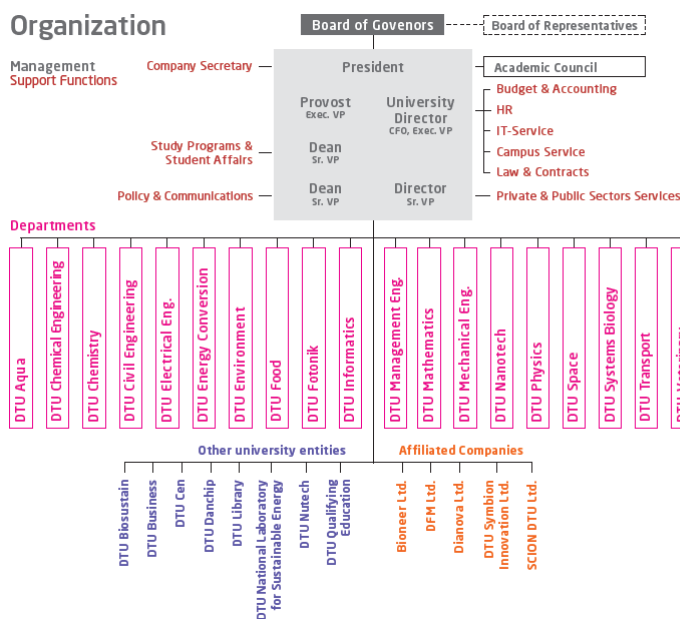 Organization
Board of Govenors
Board of Representatives
Management
Support Functions
Company Secretary
President
Academic Council
Provost
Exec. VP
University
Director
CFO, Exec. VP
Budget & Accounting
HR
IT-Service
Campus Service
Law & Contracts
Study Programs &
Student Affairs
Dean
Sr. VP
Policy & Communications
Dean
Sr. VP
Director
Sr. VP
Private & Public Sectors Services
Departments
DTU Aqua
DTU Chemical Engineering
DTU Chemistry
DTU Civil Engineering
DTU Electrical Eng.
DTU Energy Conversion
DTU Environment
DTU Food
DTU Fotonik
DTU Informatics
DTU Management Eng.
DTU Mathematics
DTU Mechanical Eng.
DTU Nanotech
DTU Physics
DTU Space
DTU Systems Biology
DTU Transport
Other university entities
DTU Biosustain
DTU Business
DTU Cen
DTU Danchip
DTU Library
DTU National Laboratory
for Sustainable Energy
DTU Nutech
DTU Qualifying
Education
Affiliated Companies
Bioneer Ltd.
DFM Ltd.
Dianova Ltd.
DTU Symbion
Innovation Ltd.
SCION DTU Ltd.